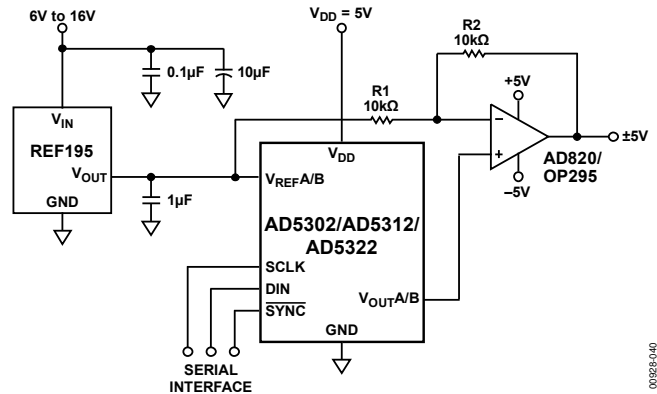 6V to 16V
0.1µF
10µF
VIN
REF195
VOUT
GND
1µF
VDD = 5V
R1
10kΩ
R2
10kΩ
+5V
–5V
±5V
AD820/
OP295
VDD
VREFA/B
AD5302/AD5312/
AD5322
SCLK
DIN
SYNC
VOUTA/B
GND
SERIAL
INTERFACE
–
+
00928-040